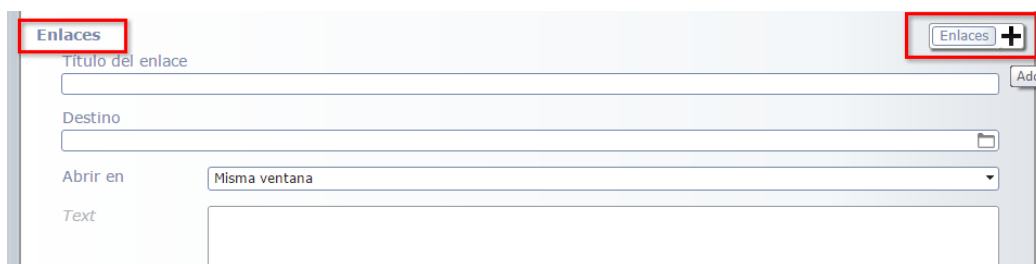 Enlaces
Enlaces
Título del enlace
Destino
Abrir en
Misma ventana
Text